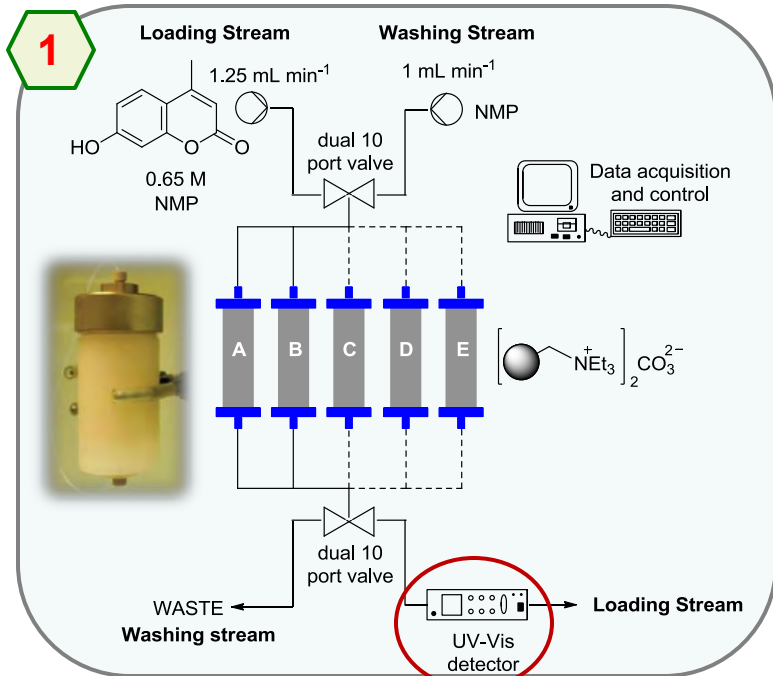 1
Loading Stream
Washing Stream
1.25 mL min⁻¹
1 mL min⁻¹
NMP
HO
O
O
0.65 M
NMP
dual 10
port valve
Data acquisition
and control
A
B
C
D
E
[ NEt₃⁺ ]₂ CO₃²⁻
dual 10
port valve
WASTE
Washing stream
Loading Stream
UV-Vis
detector